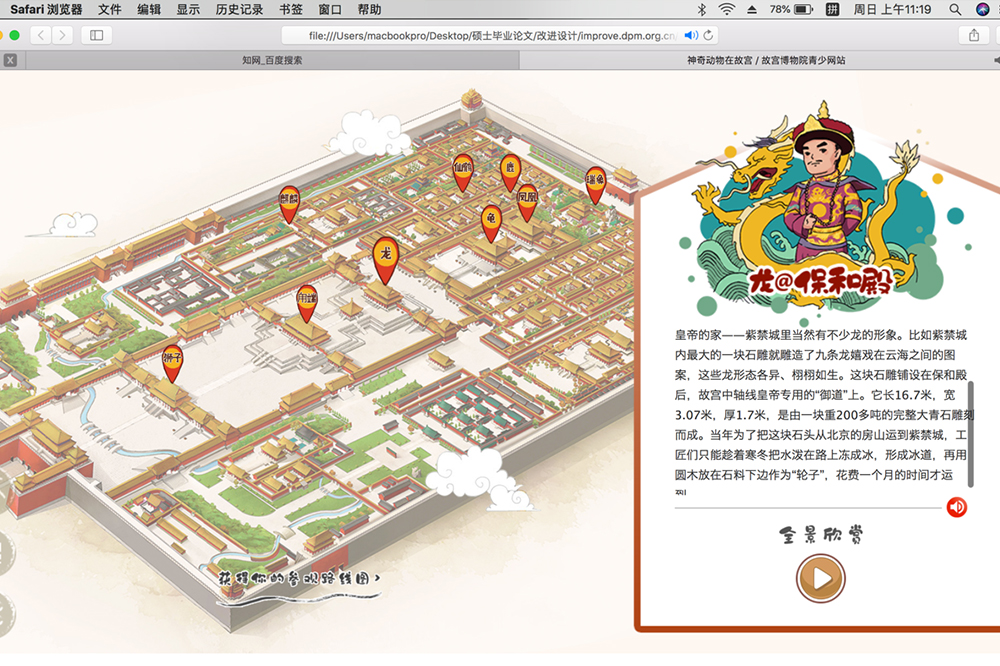 Safari 浏览器 文件 编辑 显示 历史记录 书签 窗口 帮助 78% 拼 周日 上午11:19
file:///Users/macbookpro/Desktop/硕士毕业论文/改进设计/improve.dpm.org.cn/
X 知网_百度搜索 神奇动物在故宫 / 故宫博物院青少网站
仙鹤
鹿
瑞兽
麒麟
凤凰
龟
龙
狮子
龙@保和殿
皇帝的家——紫禁城里当然有不少龙的形象。比如紫禁城
内最大的一块石雕就雕造了九条龙嬉戏在云海之间的图
案，这些龙形态各异、栩栩如生。这块石雕铺设在保和殿
后，故宫中轴线皇帝专用的“御道”上。它长16.7米，宽
3.07米，厚1.7米，是由一块重200多吨的完整大青石雕刻
而成。当年为了把这块石头从北京的房山运到紫禁城，工
匠们只能趁着寒冬把水泼在路上冻成冰，形成冰道，再用
圆木放在石料下边作为“轮子”，花费一个月的时间才运
全景欣赏
获得你的参观路线图>